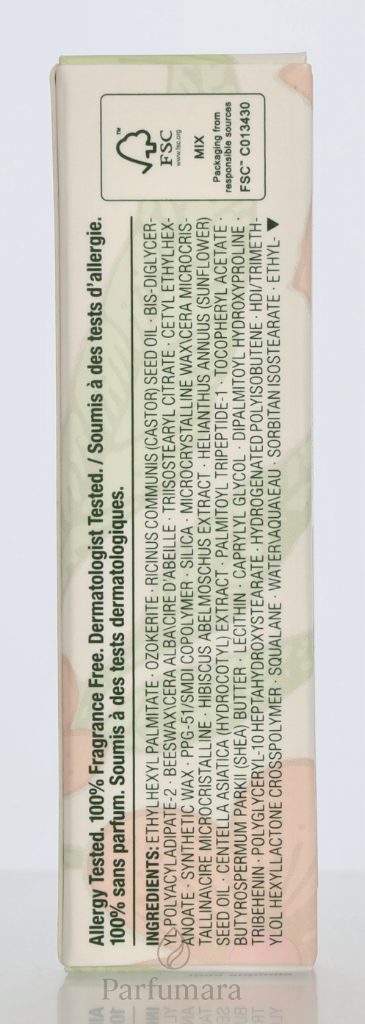 Allergy Tested. 100% Fragrance Free. Dermatologist Tested. / Soumis à des tests d'allergie.
100% sans parfum. Soumis à des tests dermatologiques.
INGREDIENTS: ETHYLHEXYL PALMITATE · OZOKERITE · RICINUS COMMUNIS (CASTOR) SEED OIL · BIS-DIGLYCER-
YL POLYACYLADIPATE-2 · BEESWAX\CERA ALBA\CIRE D'ABEILLE · TRIISOSTEARYL CITRATE · CETYL ETHYLHEX-
ANOATE · SYNTHETIC WAX · PPG-51/SMDI COPOLYMER · SILICA · MICROCRYSTALLINE WAX\CERA MICROCRIS-
TALLINA\CIRE MICROCRISTALLINE · HIBISCUS ABELMOSCHUS EXTRACT · HELIANTHUS ANNUUS (SUNFLOWER)
SEED OIL · CENTELLA ASIATICA (HYDROCOTYL) EXTRACT · PALMITOYL TRIPEPTIDE-1 · TOCOPHERYL ACETATE ·
BUTYROSPERMUM PARKII (SHEA) BUTTER · LECITHIN · CAPRYLYL GLYCOL · DIPALMITOYL HYDROXYPROLINE ·
TRIBEHENIN · POLYGLYCERYL-10 HEPTAHYDROXYSTEARATE · HYDROGENATED POLYISOBUTENE · HDI/TRIMETH-
YLOL HEXYLLACTONE CROSSPOLYMER · SQUALANE · WATER\AQUA\EAU · SORBITAN ISOSTEARATE · ETHYL-▼
FSC
™
www.fsc.org
MIX
Packaging from
responsible sources
FSC™ C013430
Parfumara